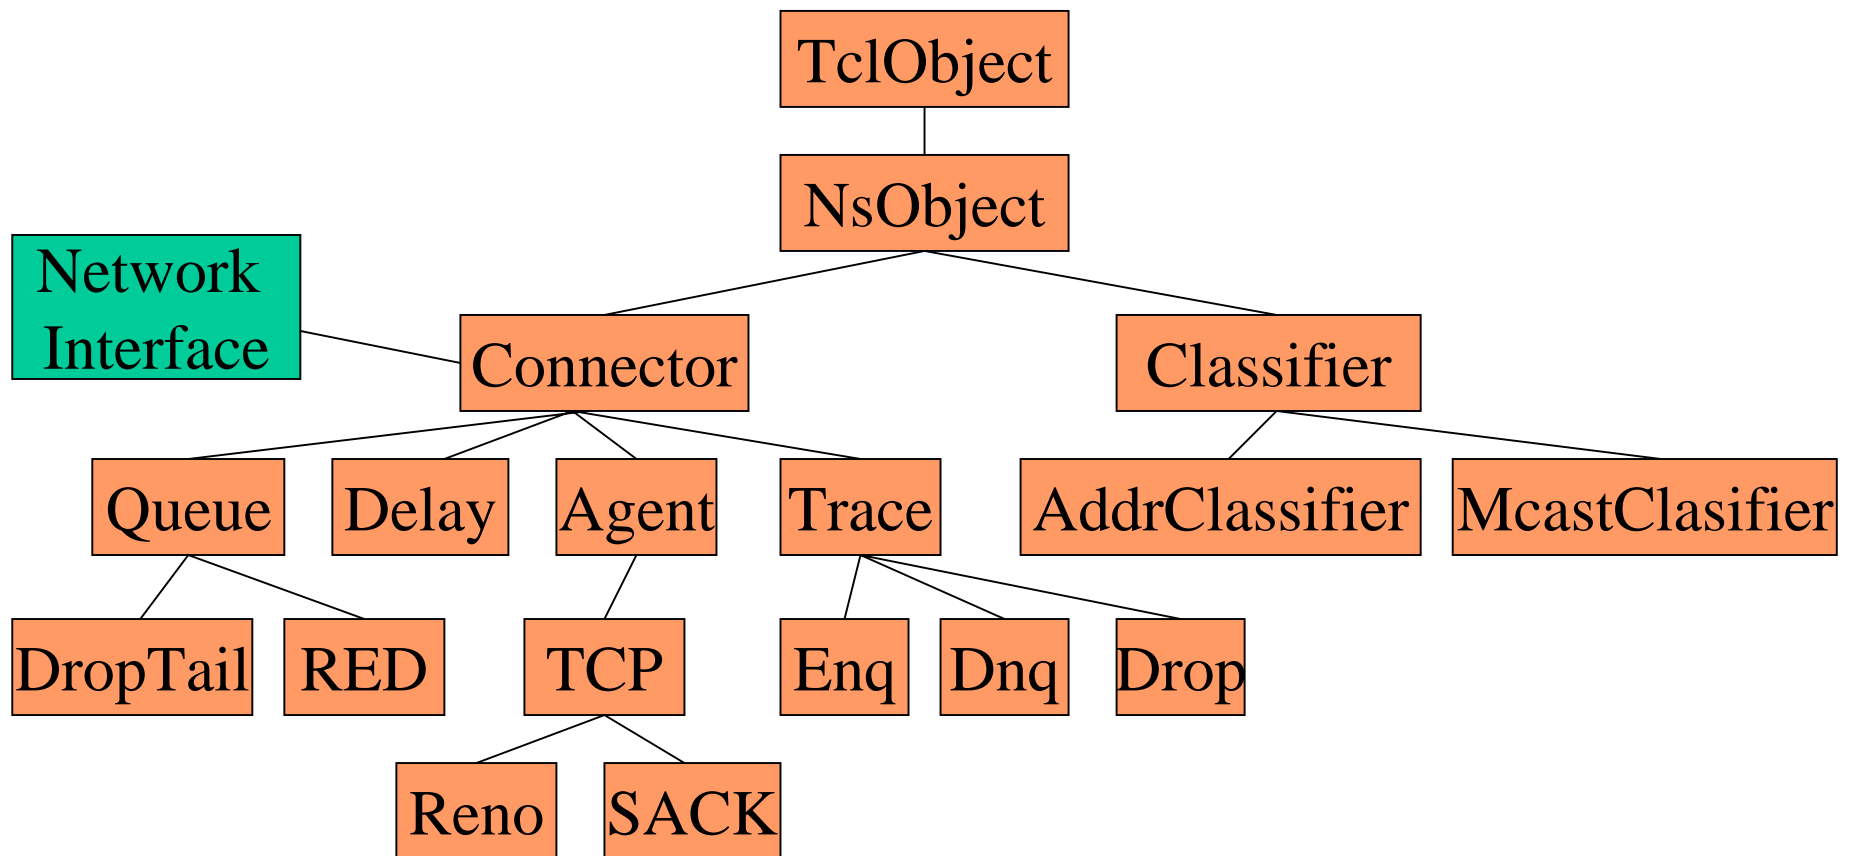 TclObject
NsObject
Network
Interface
Connector
Classifier
Queue
Delay
Agent
Trace
AddrClassifier
McastClasifier
DropTail
RED
TCP
Enq
Dnq
Drop
Reno
SACK